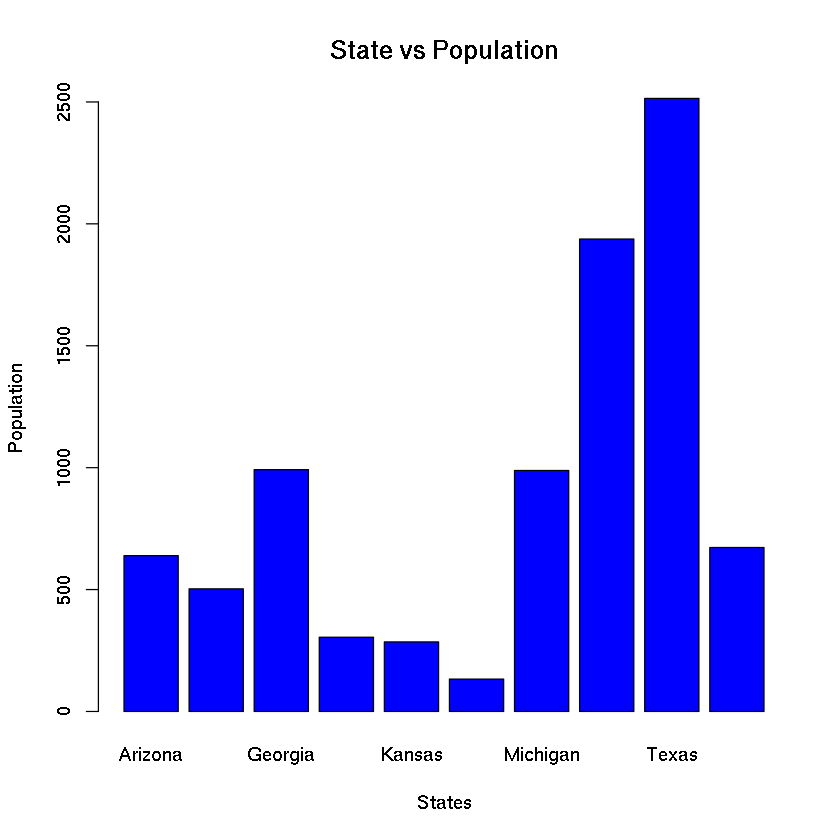 State vs Population
2500
2000
1500
1000
500
0
Population
Arizona Georgia Kansas Michigan Texas
States